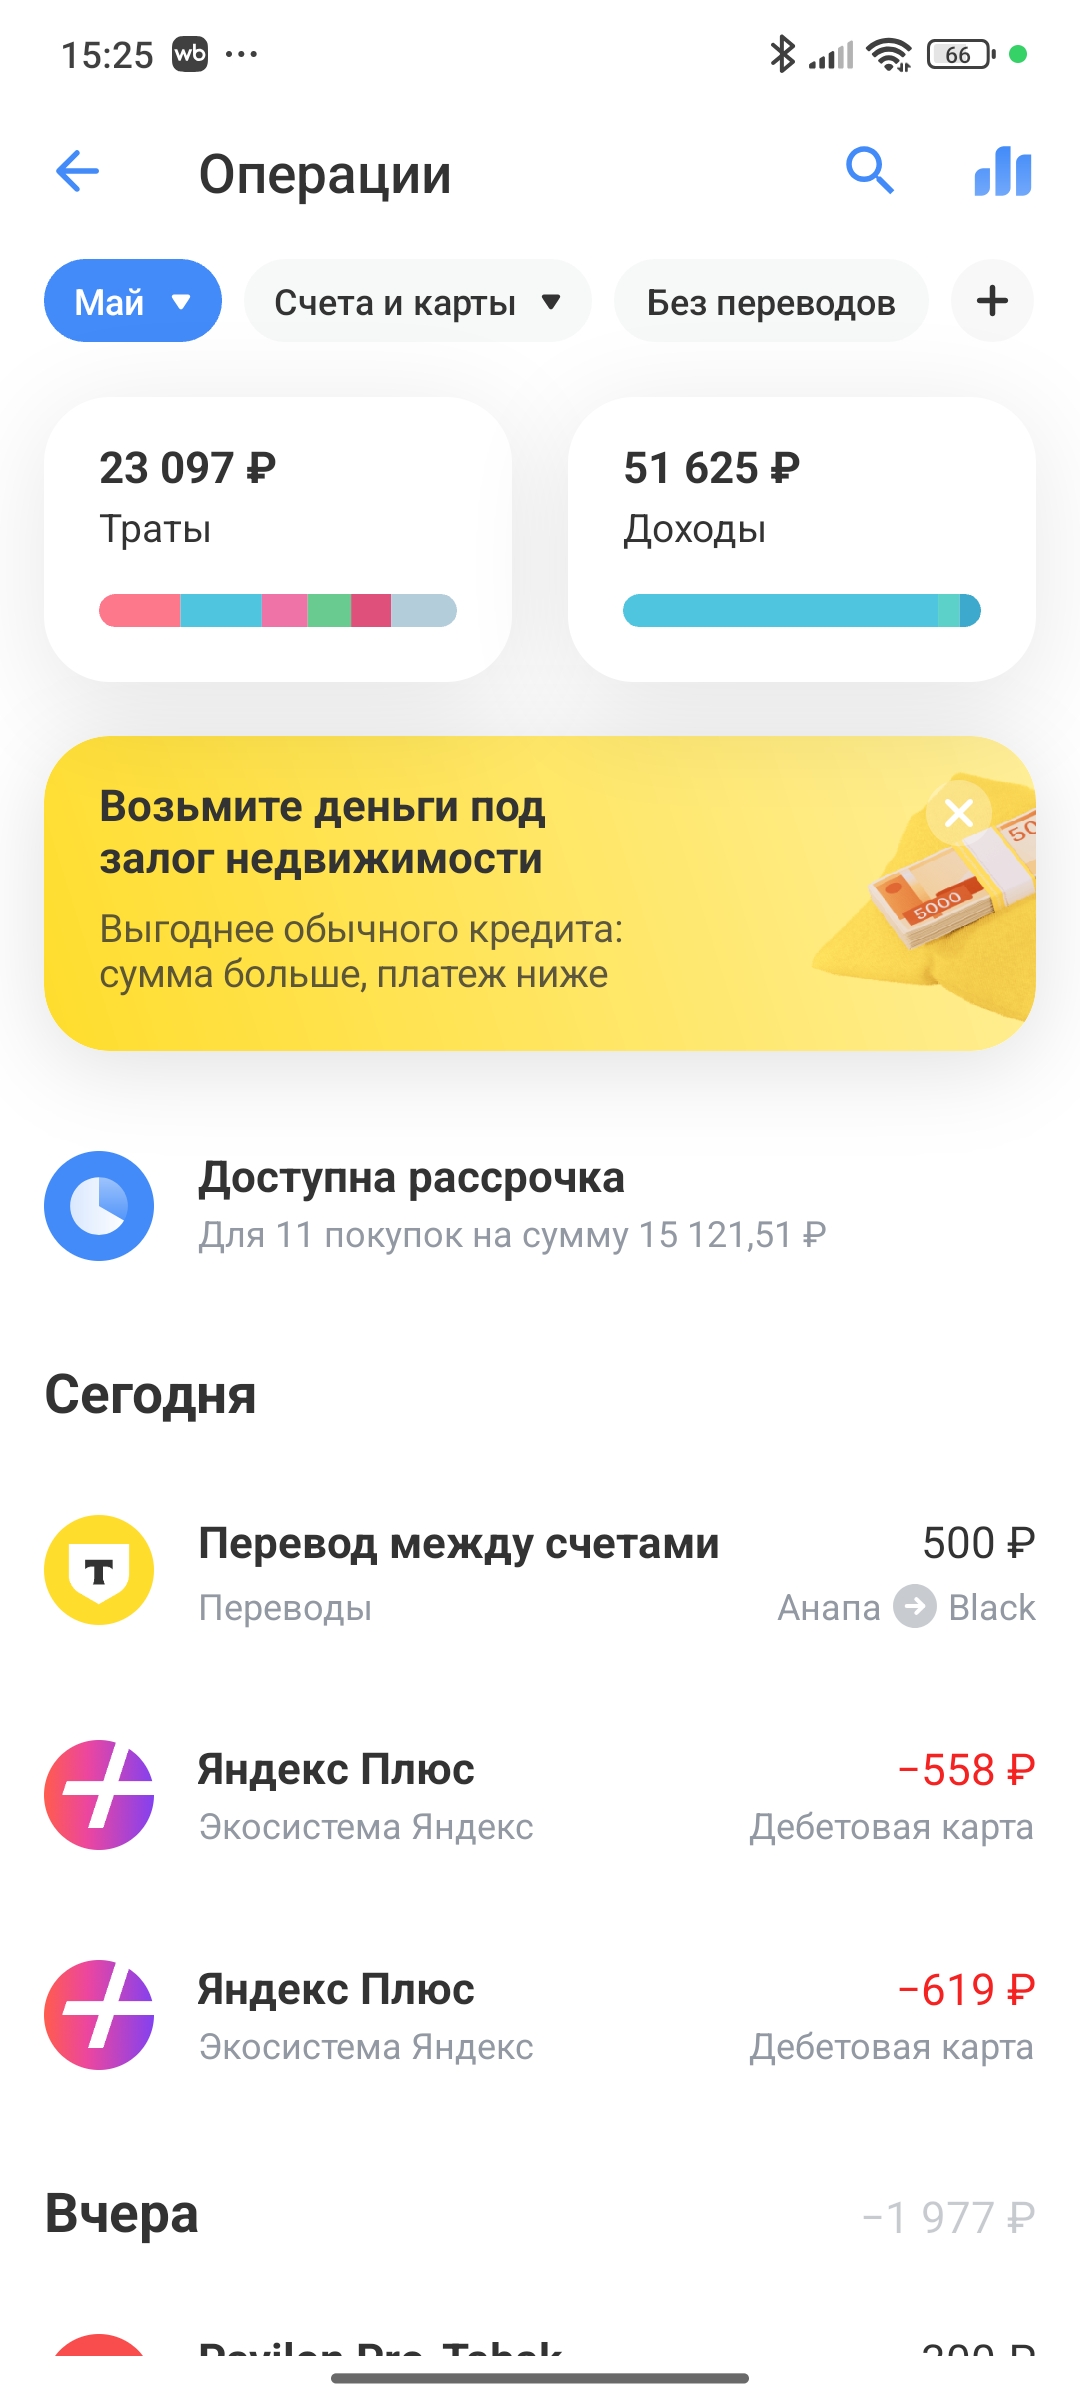 15:25 wb ... 66
Операции
Май Счета и карты Без переводов +
23 097 ₽ 51 625 ₽
Траты Доходы
Возьмите деньги под
залог недвижимости
Выгоднее обычного кредита:
сумма больше, платеж ниже
5000
50
Доступна рассрочка
Для 11 покупок на сумму 15 121,51 ₽
Сегодня
Т
Перевод между счетами 500 ₽
Переводы Анапа Black
Яндекс Плюс −558 ₽
Экосистема Яндекс Дебетовая карта
Яндекс Плюс −619 ₽
Экосистема Яндекс Дебетовая карта
Вчера −1 977 ₽